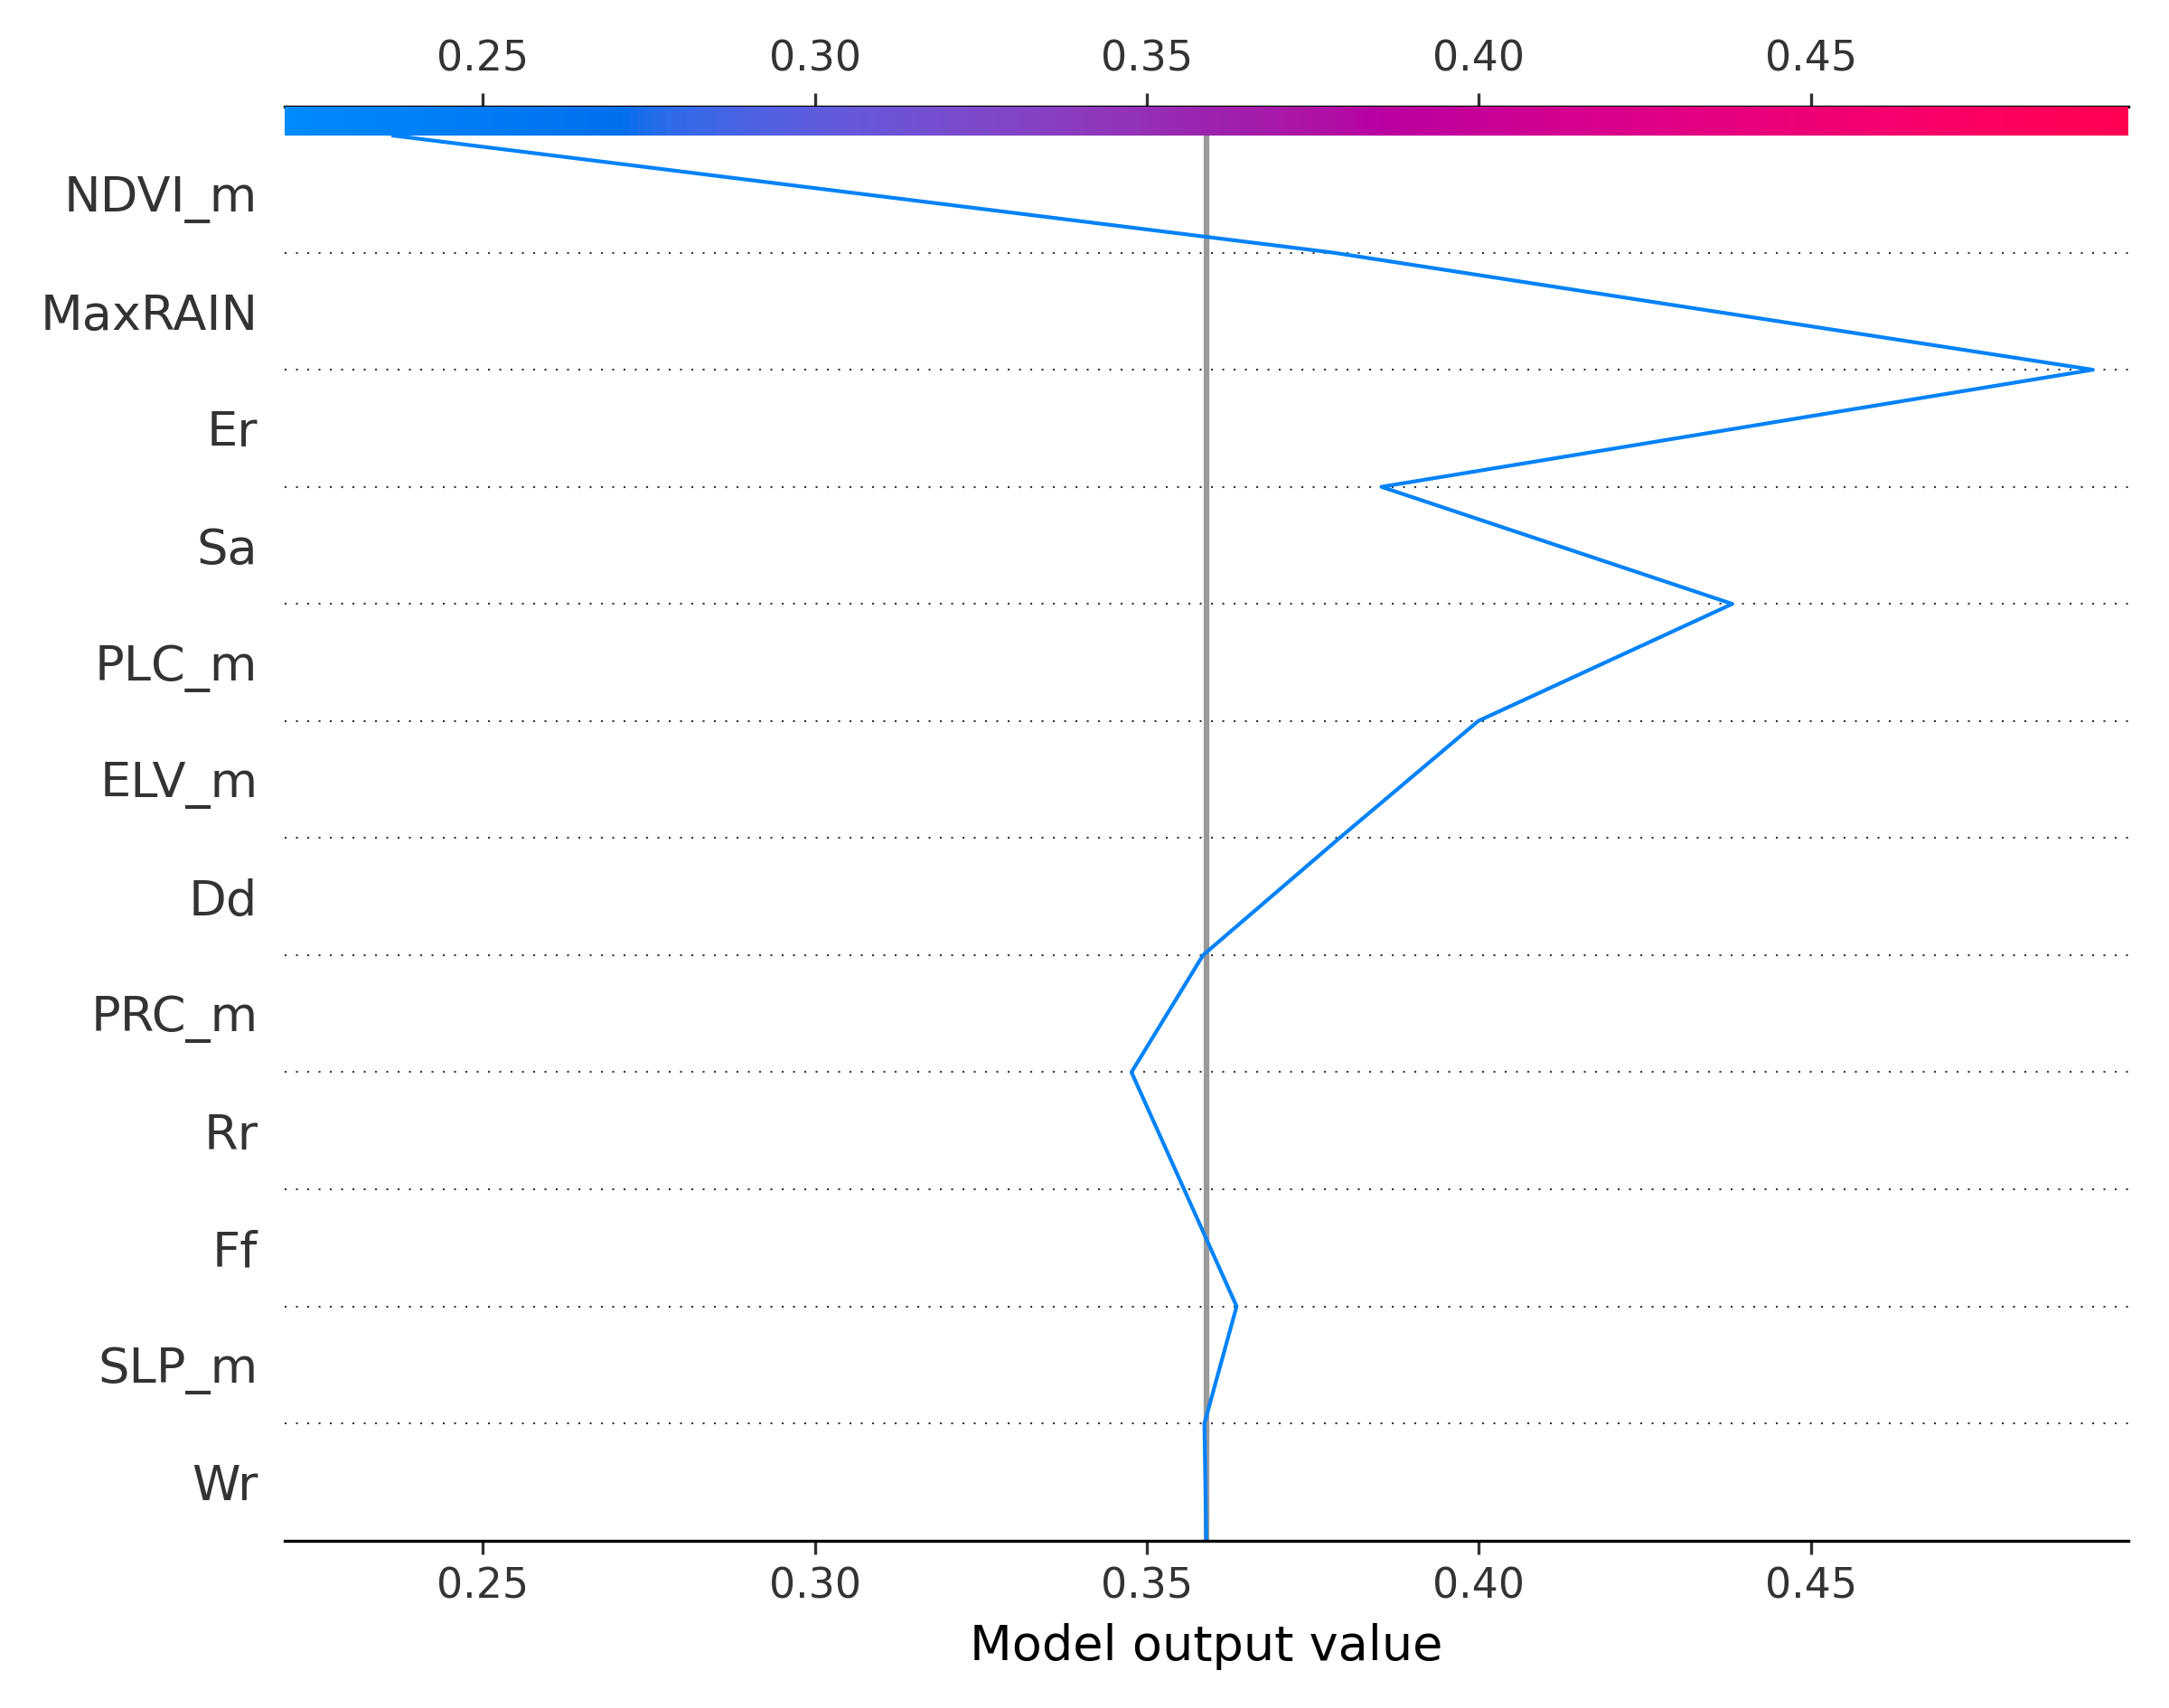 0.25 0.30 0.35 0.40 0.45
NDVI_m
MaxRAIN
Er
Sa
PLC_m
ELV_m
Dd
PRC_m
Rr
Ff
SLP_m
Wr
0.25 0.30 0.35 0.40 0.45
Model output value